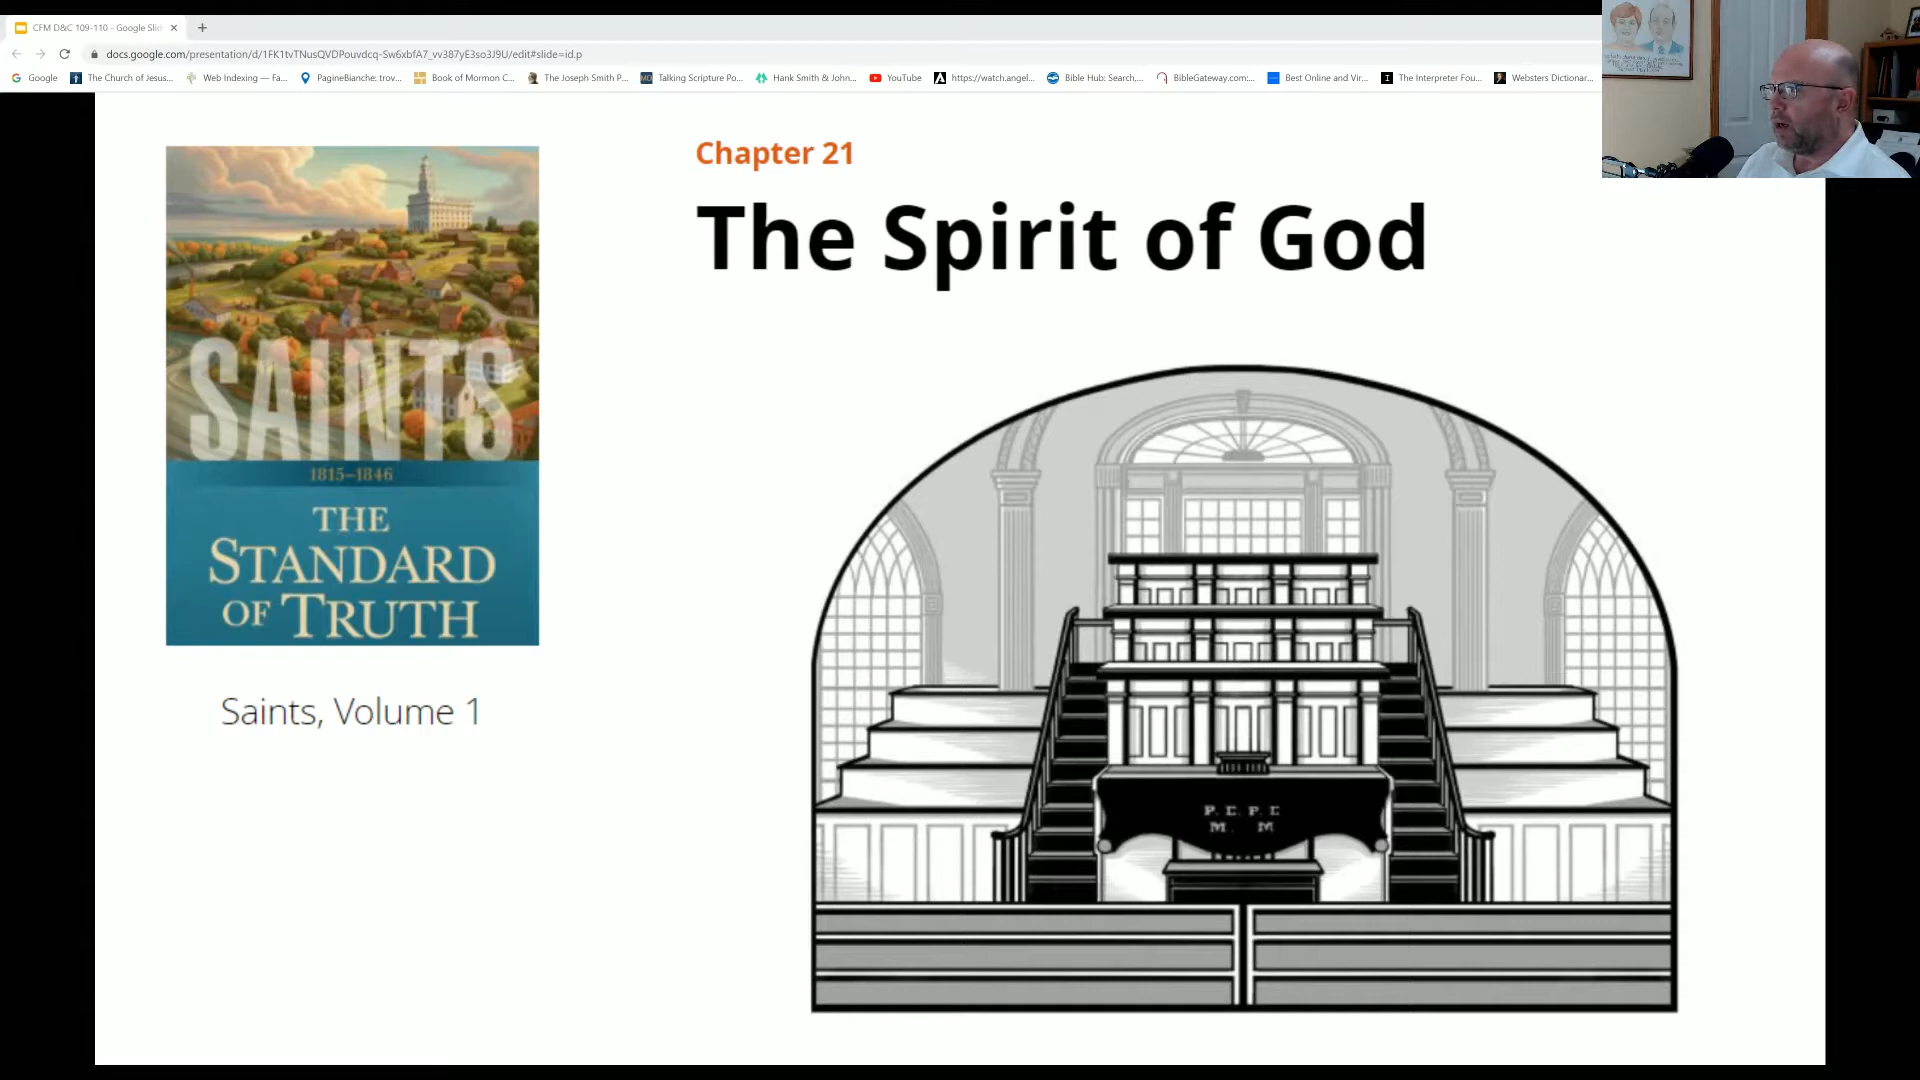 CFM D&C 109-110 - Google Slid
docs.google.com/presentation/d/1FK1tvTNusQVDPouvdcq-Sw6xbfA7_vv387yE3so3J9U/edit#slide=id.p
Google
The Church of Jesus...
Web Indexing — Fa...
PagineBianche: trov...
Book of Mormon C...
The Joseph Smith P...
Talking Scripture Po...
Hank Smith & John...
YouTube
https://watch.angel...
Bible Hub: Search,...
BibleGateway.com:...
Best Online and Vir...
The Interpreter Fou...
Websters Dictionar...
Chapter 21
The Spirit of God
SAINTS
1815–1846
THE
STANDARD
OF TRUTH
Saints, Volume 1